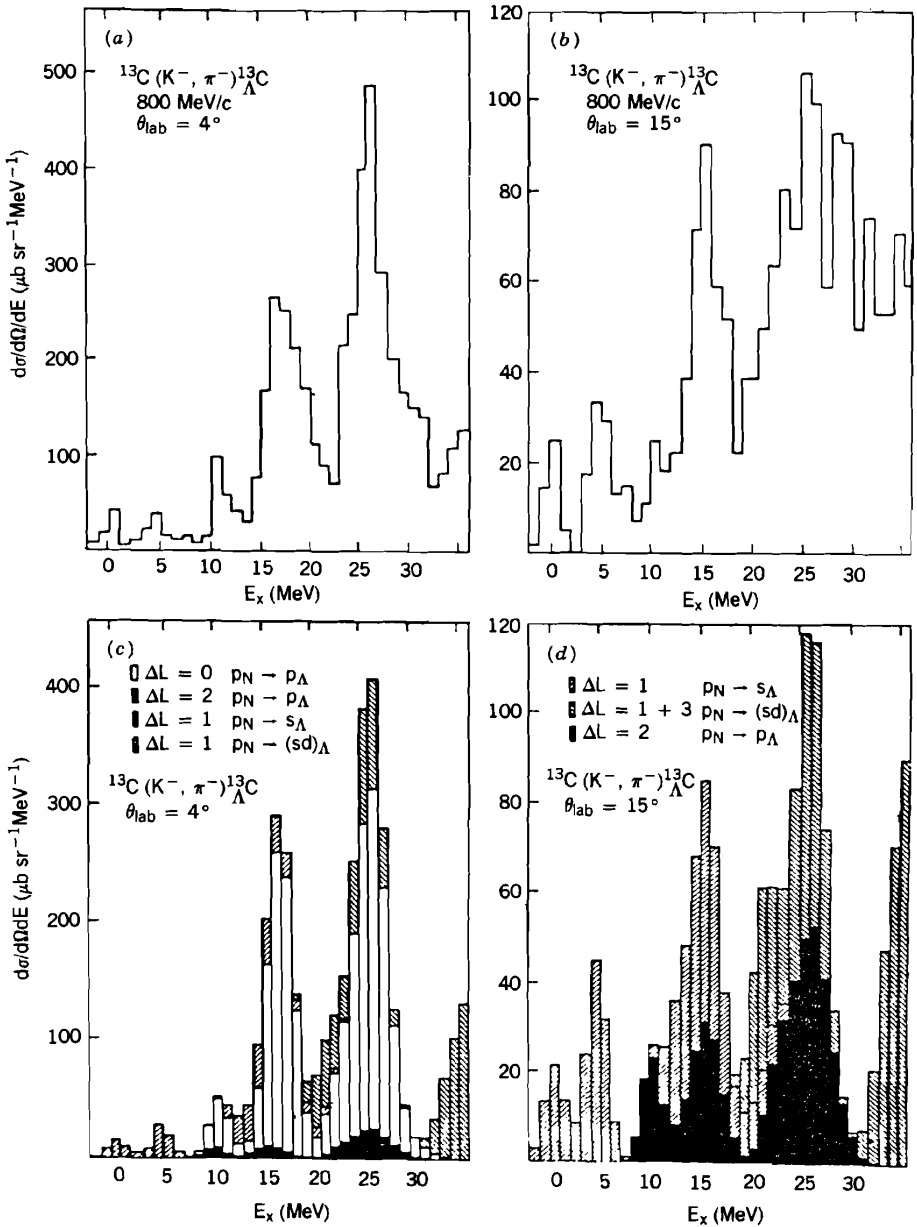 (a)
¹³C (K⁻, π⁻)¹³ΛC
800 MeV/c
θlab = 4°
500
400
300
200
100
dσ/dΩ/dE (μb sr⁻¹MeV⁻¹)
0 5 10 15 20 25 30
Ex (MeV)
(b)
¹³C (K⁻, π⁻)¹³ΛC
800 MeV/c
θlab = 15°
120
100
80
60
40
20
0 5 10 15 20 25 30
Ex (MeV)
(c)
ΔL = 0 pN → pΛ
ΔL = 2 pN → pΛ
ΔL = 1 pN → sΛ
ΔL = 1 pN → (sd)Λ
¹³C (K⁻, π⁻)¹³ΛC
θlab = 4°
400
300
200
100
dσ/dΩdE (μb sr⁻¹MeV⁻¹)
0 5 10 15 20 25 30
Ex (MeV)
(d)
ΔL = 1 pN → sΛ
ΔL = 1 + 3 pN → (sd)Λ
ΔL = 2 pN → pΛ
¹³C (K⁻, π⁻)¹³ΛC
θlab = 15°
120
100
80
60
40
20
0 5 10 15 20 25 30
Ex (MeV)